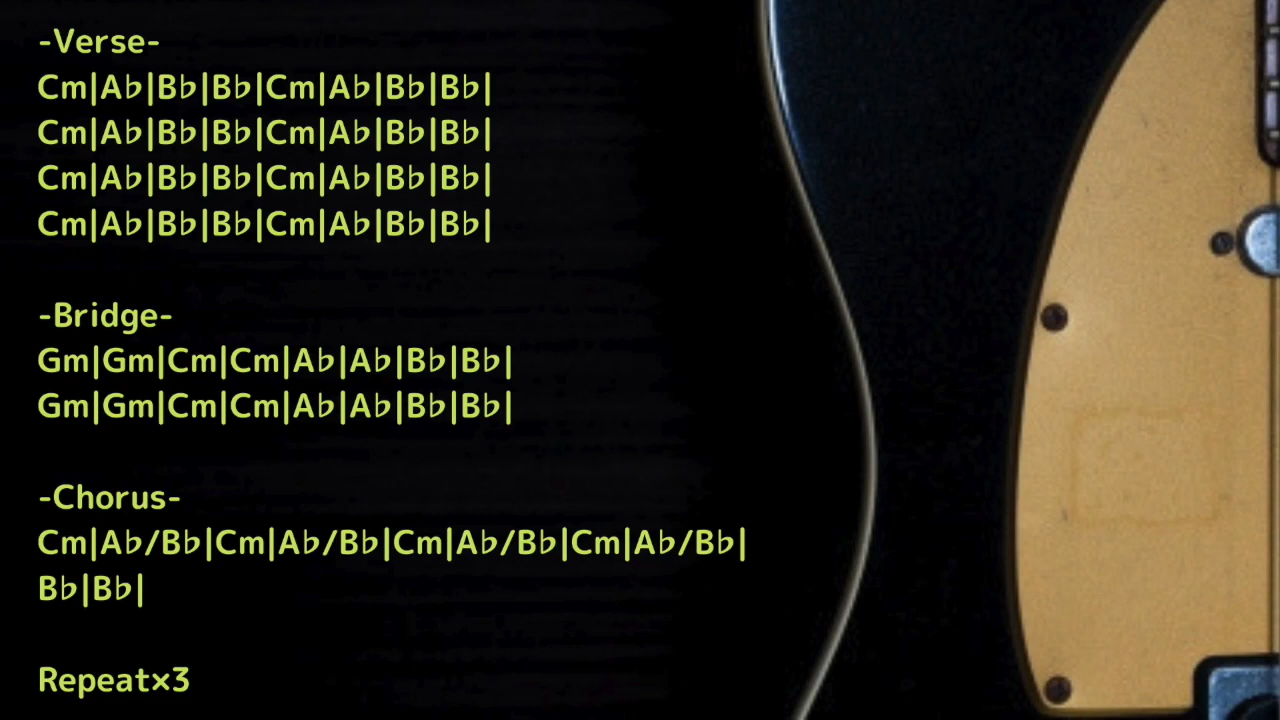 -Verse-
Cm|A♭|B♭|B♭|Cm|A♭|B♭|B♭|
Cm|A♭|B♭|B♭|Cm|A♭|B♭|B♭|
Cm|A♭|B♭|B♭|Cm|A♭|B♭|B♭|
Cm|A♭|B♭|B♭|Cm|A♭|B♭|B♭|
-Bridge-
Gm|Gm|Cm|Cm|A♭|A♭|B♭|B♭|
Gm|Gm|Cm|Cm|A♭|A♭|B♭|B♭|
-Chorus-
Cm|A♭/B♭|Cm|A♭/B♭|Cm|A♭/B♭|Cm|A♭/B♭|
B♭|B♭|
Repeat×3